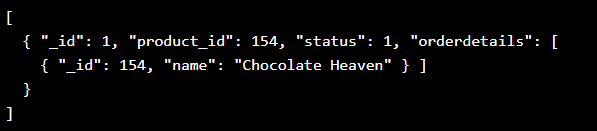 [
  { "_id": 1, "product_id": 154, "status": 1, "orderdetails": [
    { "_id": 154, "name": "Chocolate Heaven" } ]
  }
]